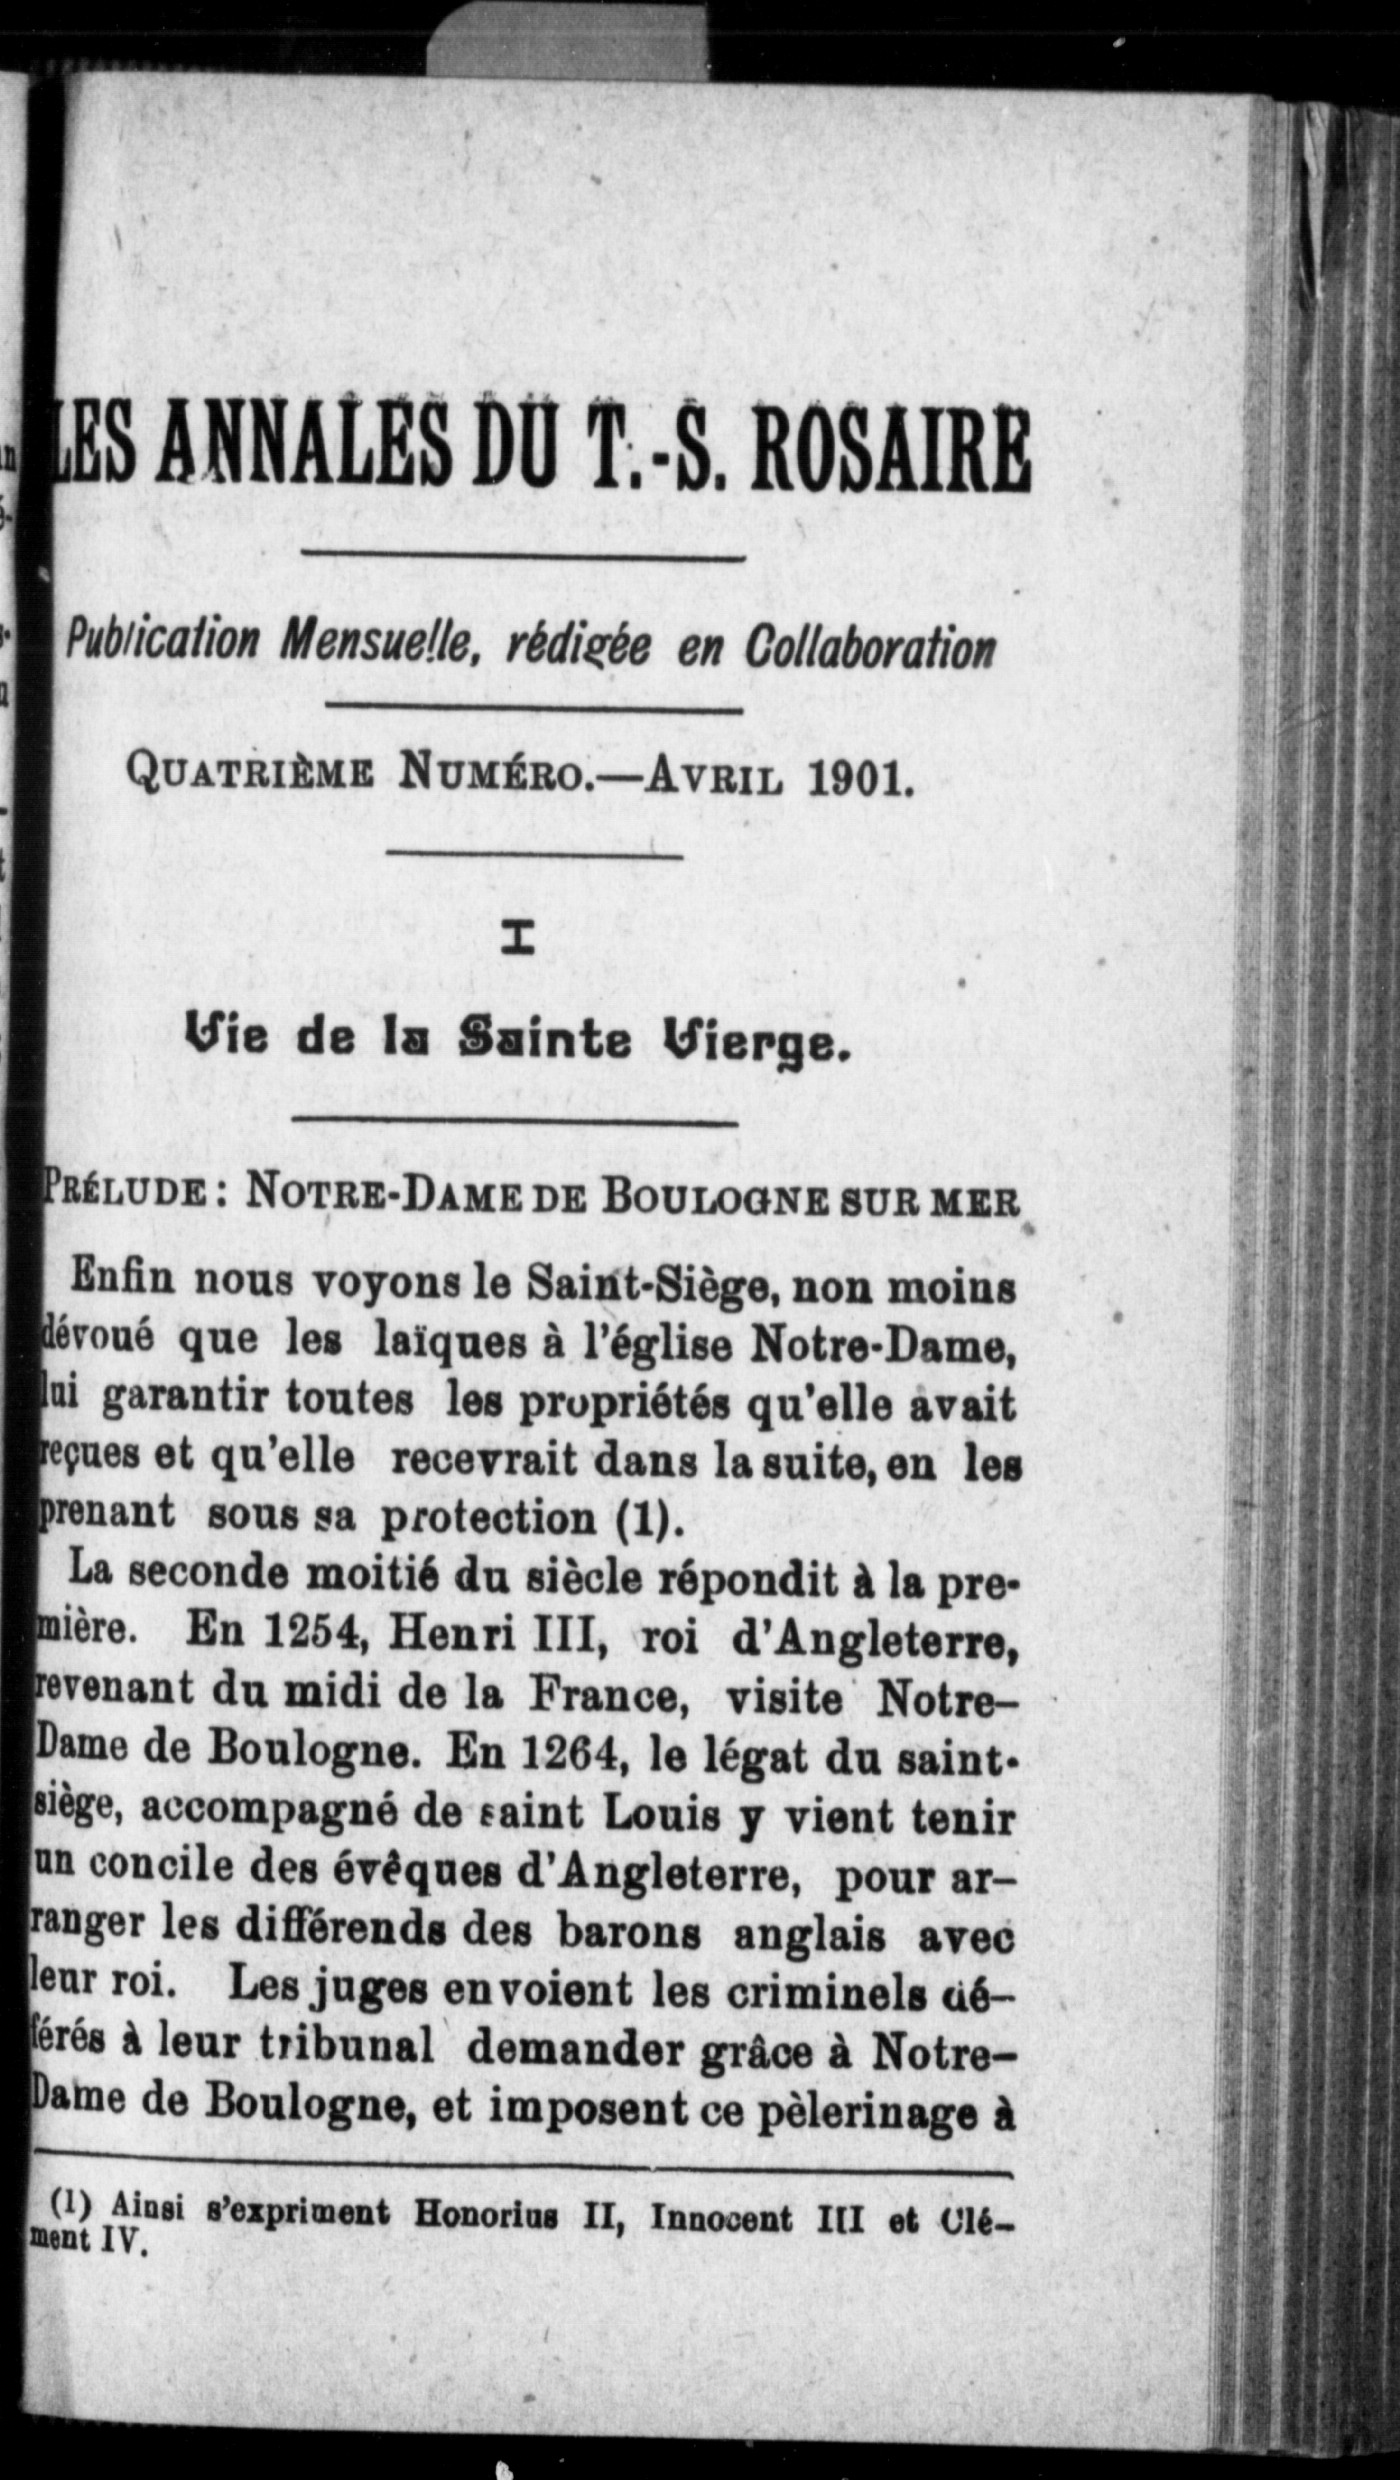 LES ANNALES DU T.-S. ROSAIRE
Publication Mensuelle, rédigée en Collaboration
QUATRIÈME NUMÉRO.—AVRIL 1901.
I
Vie de la Sainte Vierge.
PRÉLUDE : NOTRE-DAME DE BOULOGNE SUR MER
Enfin nous voyons le Saint-Siège, non moins
dévoué que les laïques à l'église Notre-Dame,
lui garantir toutes les propriétés qu'elle avait
reçues et qu'elle recevrait dans la suite, en les
prenant sous sa protection (1).
La seconde moitié du siècle répondit à la pre-
mière. En 1254, Henri III, roi d'Angleterre,
revenant du midi de la France, visite Notre-
Dame de Boulogne. En 1264, le légat du saint-
siège, accompagné de saint Louis y vient tenir
un concile des évêques d'Angleterre, pour ar-
ranger les différends des barons anglais avec
leur roi. Les juges envoient les criminels dé-
férés à leur tribunal demander grâce à Notre-
Dame de Boulogne, et imposent ce pèlerinage à
(1) Ainsi s'expriment Honorius II, Innocent III et Clé-
ment IV.